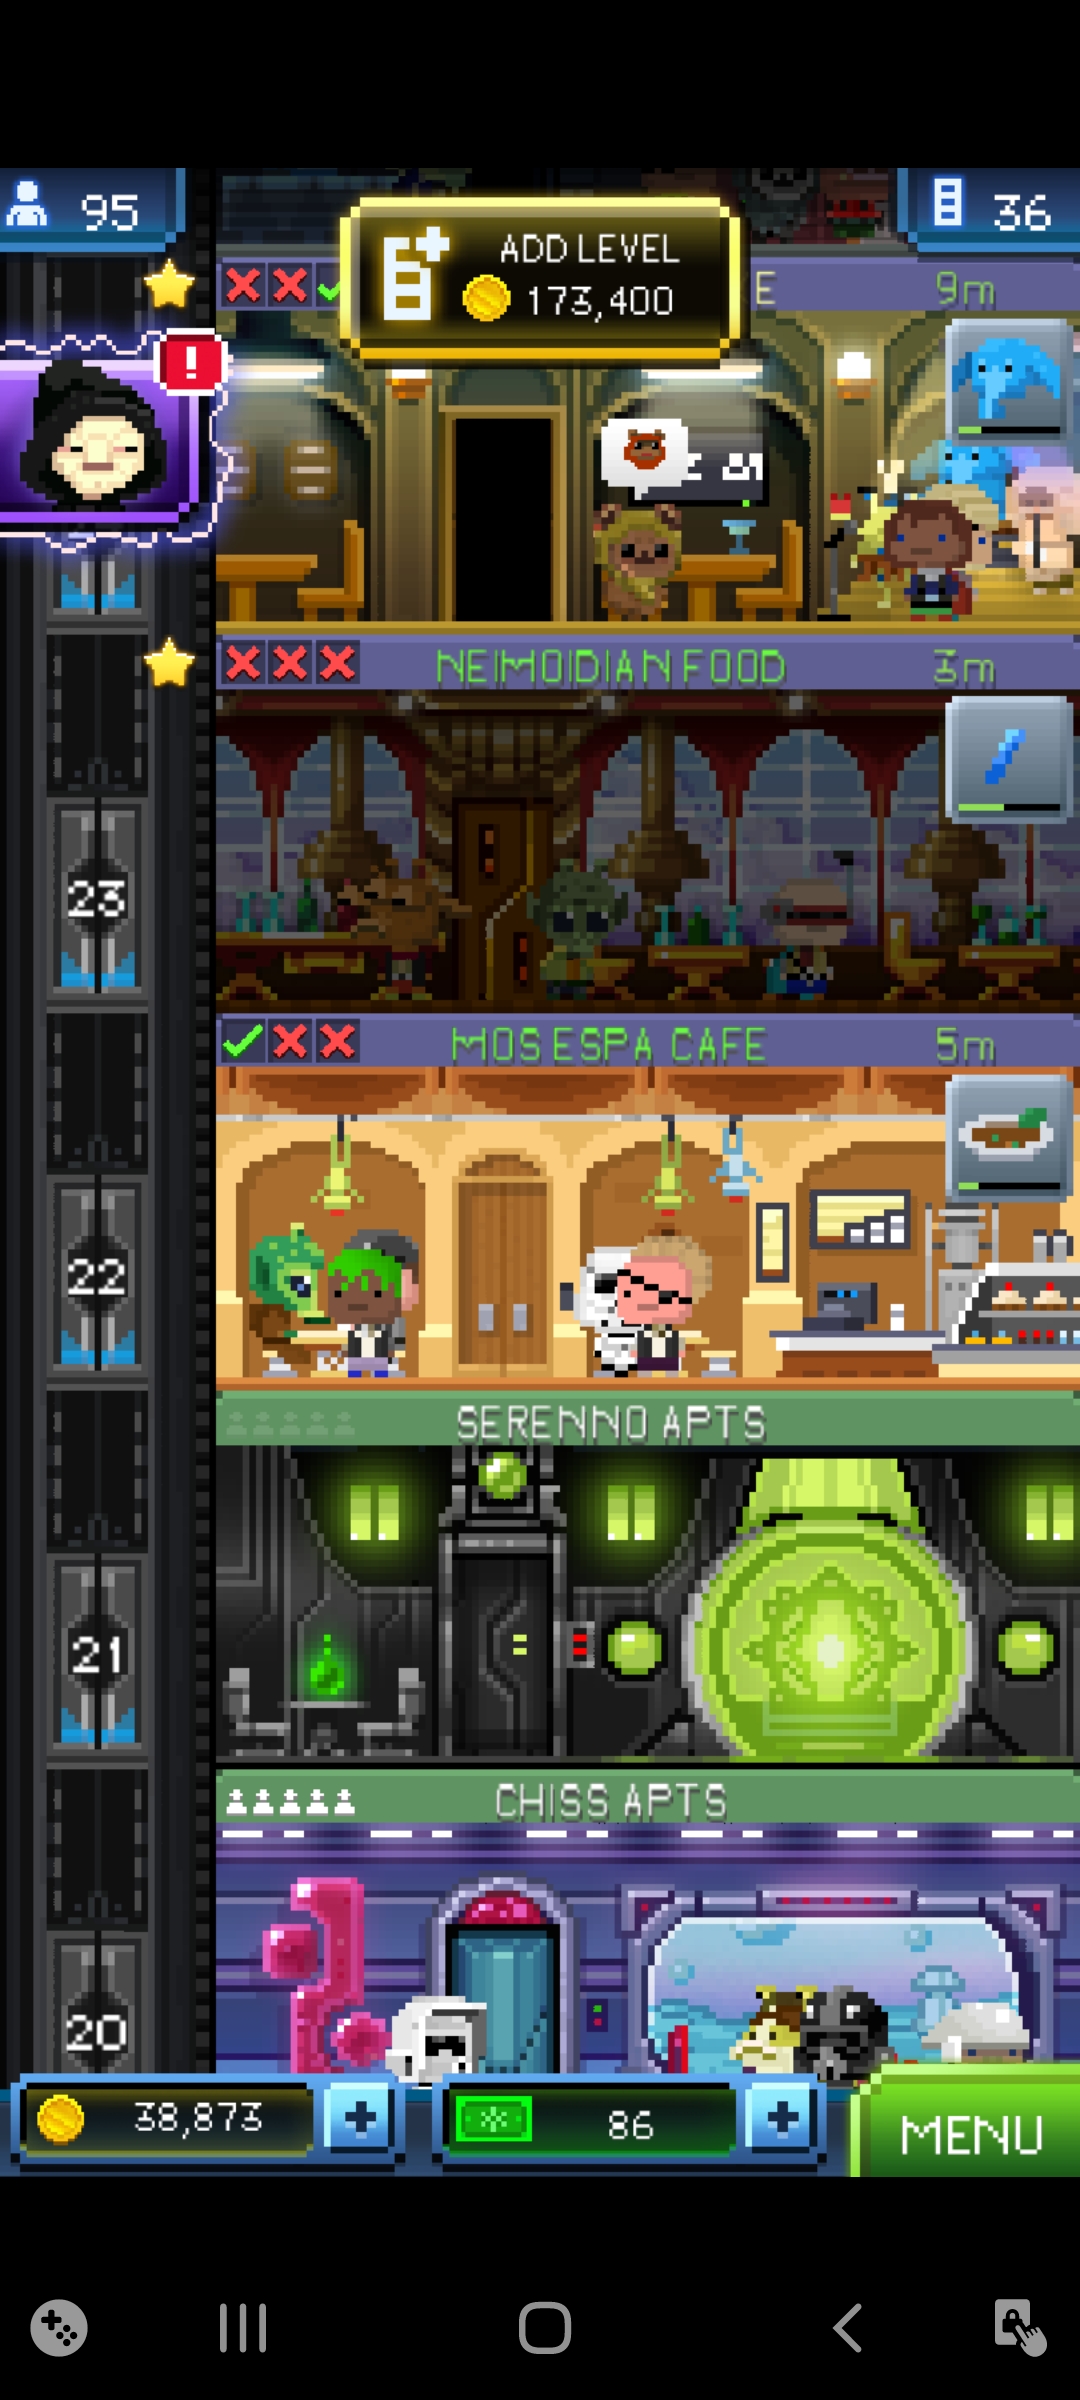 95
ADD LEVEL
173,400
36
E
9m
!
NEIMOIDIAN FOOD
3m
23
MOS ESPA CAFE
5m
22
SERENNO APTS
21
CHISS APTS
20
38,873
+
86
+
MENU